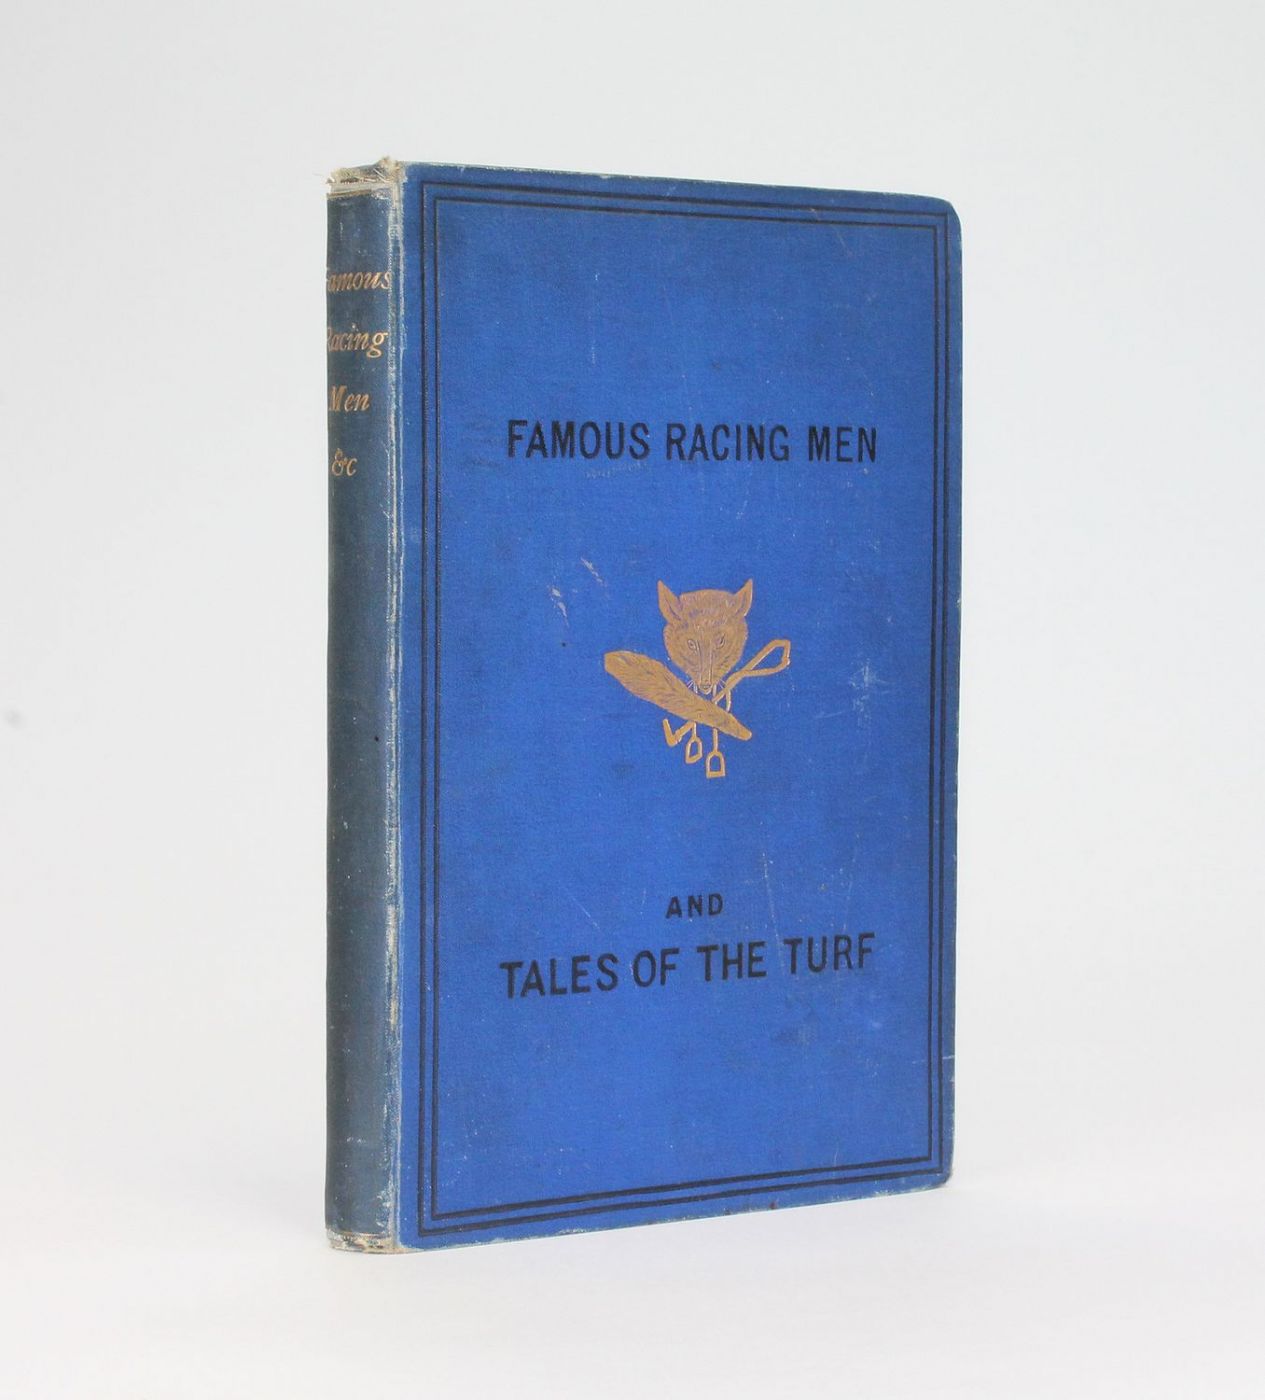 Famous
Racing
Men
&c
FAMOUS RACING MEN
AND
TALES OF THE TURF